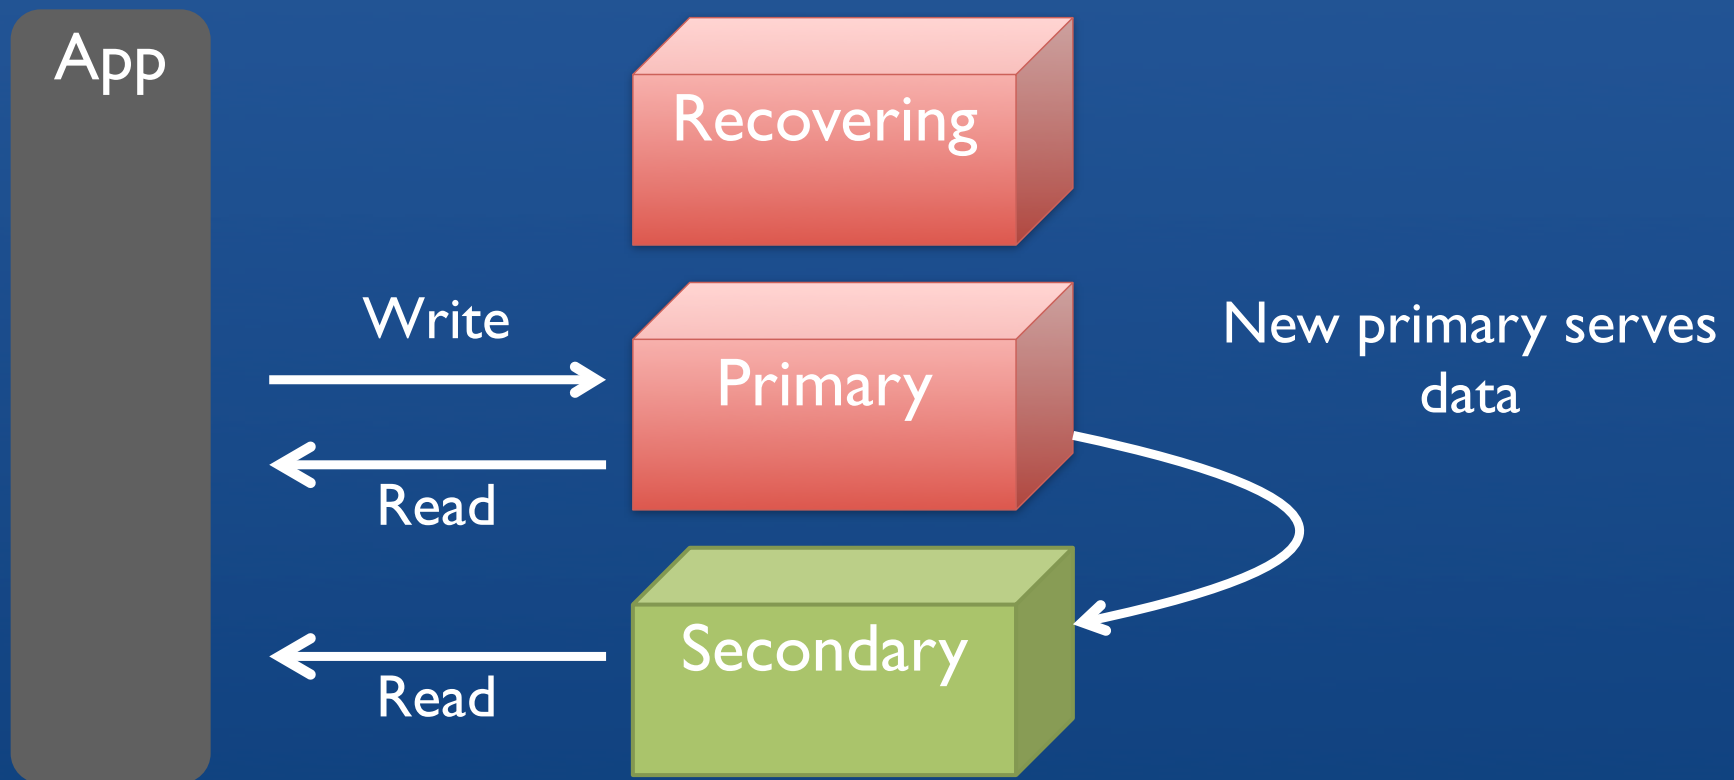 App
Recovering
Write
Primary
New primary serves
data
Read
Secondary
Read